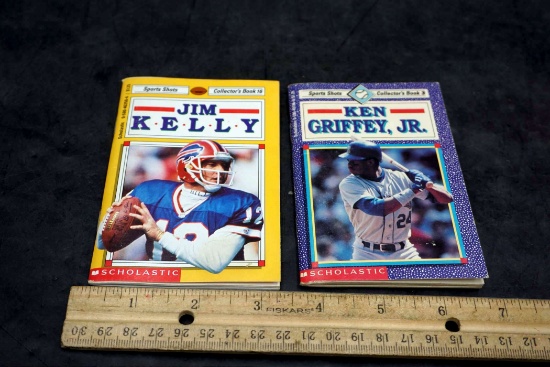 Sports Shots Collector's Book 16
JIM
K·E·L·L·Y
12
SCHOLASTIC
Sports Shots Collector's Book 8
KEN
GRIFFEY, JR.
24
SCHOLASTIC
1 2 3 4 5 6 7
FISKARS
30 29 28 27 26 25 24 23 22 21 20 19 18 17 16 15 14 13 12